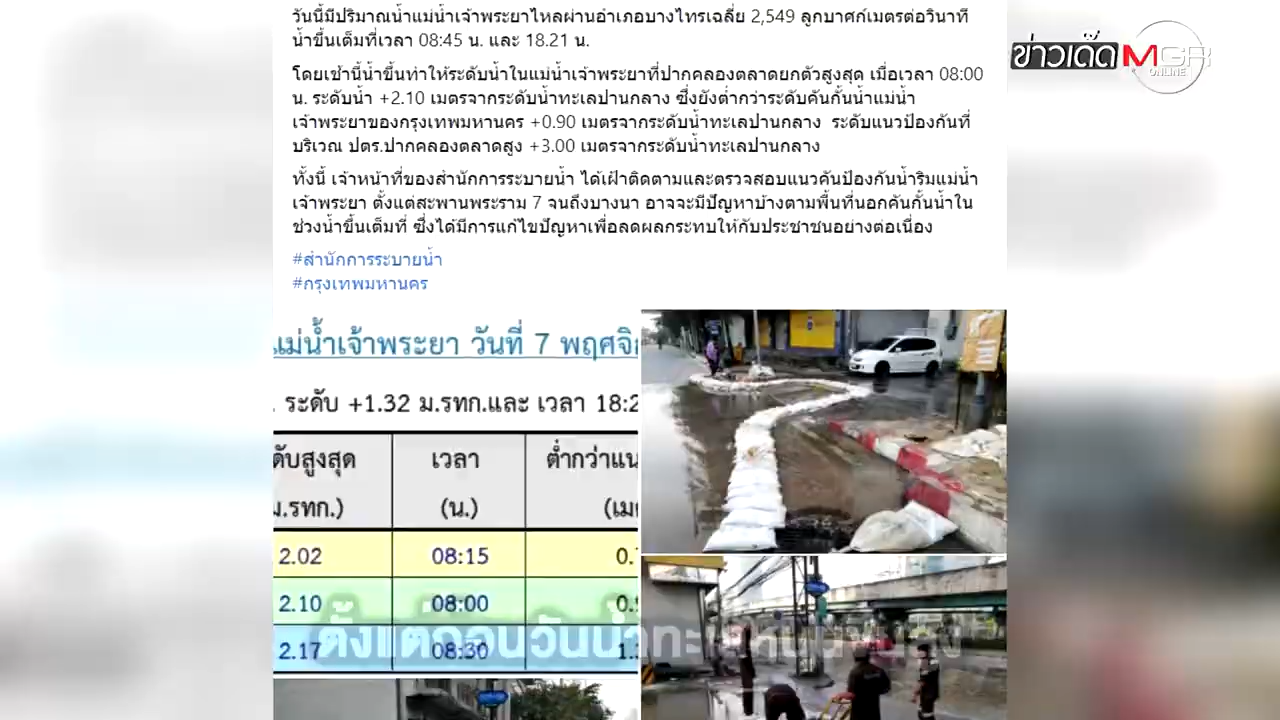 วันนี้มีปริมาณน้ำแม่น้ำเจ้าพระยาไหลผ่านอำเภอบางไทรเฉลี่ย 2,549 ลูกบาศก์เมตรต่อวินาที
น้ำขึ้นเต็มที่เวลา 08:45 น. และ 18.21 น.
โดยเช้านี้น้ำขึ้นทำให้ระดับน้ำในแม่น้ำเจ้าพระยาที่ปากคลองตลาดยกตัวสูงสุด เมื่อเวลา 08:00
น. ระดับน้ำ +2.10 เมตรจากระดับน้ำทะเลปานกลาง ซึ่งยังต่ำกว่าระดับคันกั้นน้ำแม่น้ำ
เจ้าพระยาของกรุงเทพมหานคร +0.90 เมตรจากระดับน้ำทะเลปานกลาง ระดับแนวป้องกันที่
บริเวณ ปตร.ปากคลองตลาดสูง +3.00 เมตรจากระดับน้ำทะเลปานกลาง
ทั้งนี้ เจ้าหน้าที่ของสำนักการระบายน้ำ ได้เฝ้าติดตามและตรวจสอบแนวคันป้องกันน้ำริมแม่น้ำ
เจ้าพระยา ตั้งแต่สะพานพระราม 7 จนถึงบางนา อาจจะมีปัญหาบ้างตามพื้นที่นอกคันกั้นน้ำใน
ช่วงน้ำขึ้นเต็มที่ ซึ่งได้มีการแก้ไขปัญหาเพื่อลดผลกระทบให้กับประชาชนอย่างต่อเนื่อง
#สำนักการระบายน้ำ
#กรุงเทพมหานคร
ข่าวเด็ด MGR ONLINE
แม่น้ำเจ้าพระยา วันที่ 7 พฤศจิ
. ระดับ +1.32 ม.รทก.และ เวลา 18:2
ดับสูงสุด เวลา ต่ำกว่าแน
ม.รทก.) (น.) (เม
2.02 08:15 0.
2.10 08:00 0.
2.17 08:30 1.